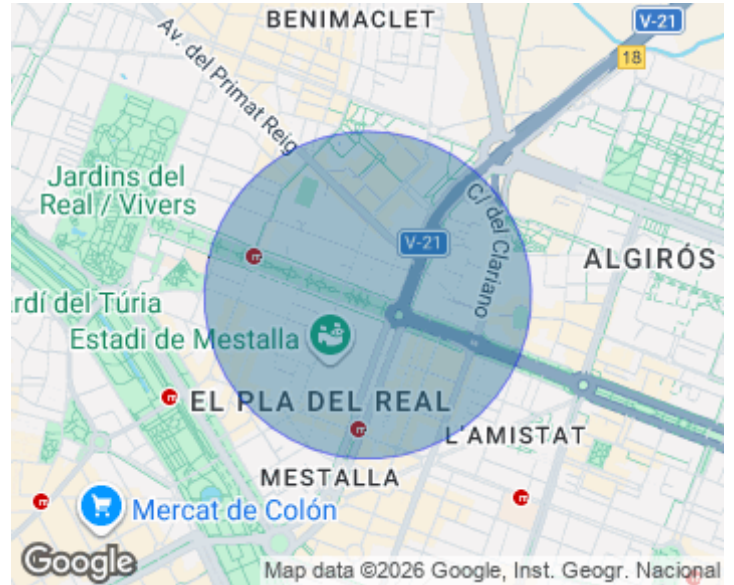 BENIMACLET
V-21
18
Av. del Primat Reig
Jardins del
Real / Vivers
C/ del Clariano
V-21
ALGIRÓS
rdí del Túria
Estadi de Mestalla
EL PLA DEL REAL
L'AMISTAT
MESTALLA
Mercat de Colón
Google
Map data ©2026 Google, Inst. Geogr. Nacional